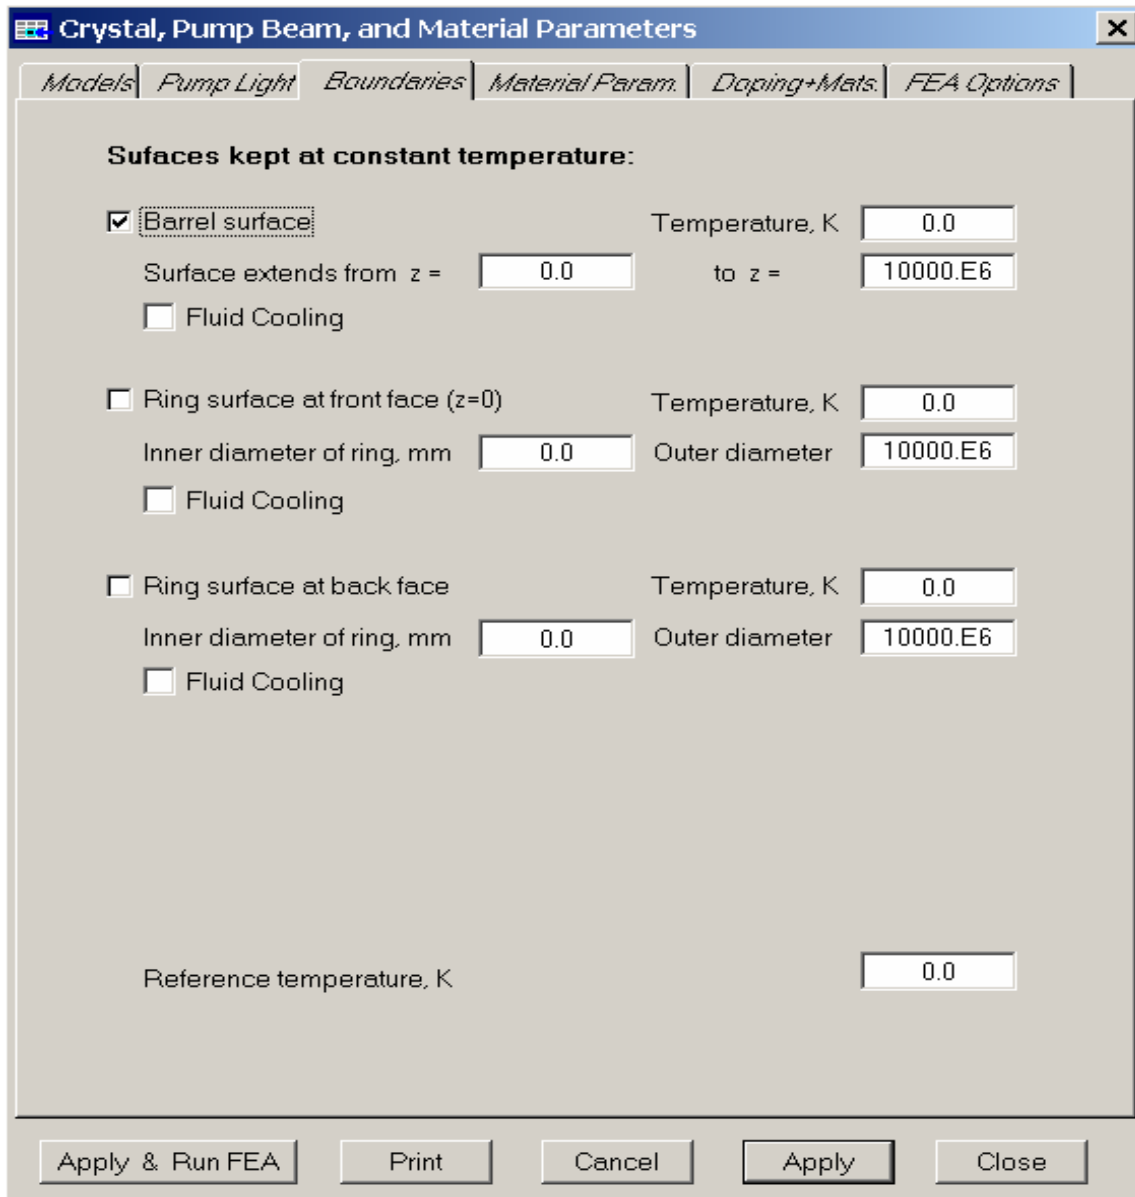 Crystal, Pump Beam, and Material Parameters
Models Pump Light Boundaries Material Param. Doping+Mats. FEA Options
Sufaces kept at constant temperature:
Barrel surface Temperature, K 0.0
Surface extends from z = 0.0 to z = 10000.E6
Fluid Cooling
Ring surface at front face (z=0) Temperature, K 0.0
Inner diameter of ring, mm 0.0 Outer diameter 10000.E6
Fluid Cooling
Ring surface at back face Temperature, K 0.0
Inner diameter of ring, mm 0.0 Outer diameter 10000.E6
Fluid Cooling
Reference temperature, K 0.0
Apply & Run FEA Print Cancel Apply Close